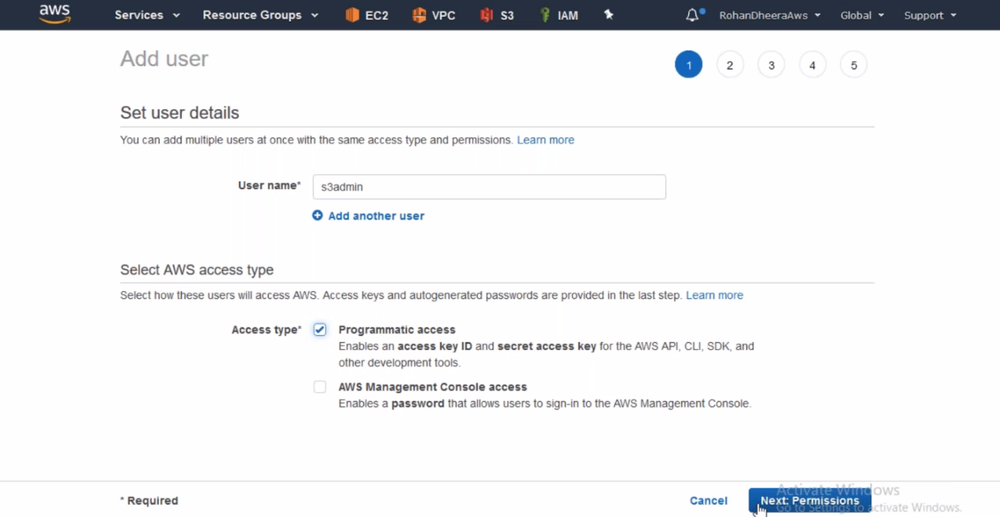 aws Services Resource Groups EC2 VPC S3 IAM RohanDheeraAws Global Support
Add user
1 2 3 4 5
Set user details
You can add multiple users at once with the same access type and permissions. Learn more
User name* s3admin
Add another user
Select AWS access type
Select how these users will access AWS. Access keys and autogenerated passwords are provided in the last step. Learn more
Access type* Programmatic access
Enables an access key ID and secret access key for the AWS API, CLI, SDK, and
other development tools.
AWS Management Console access
Enables a password that allows users to sign-in to the AWS Management Console.
* Required Cancel Next: Permissions
Activate Windows
Go to Settings to activate Windows.